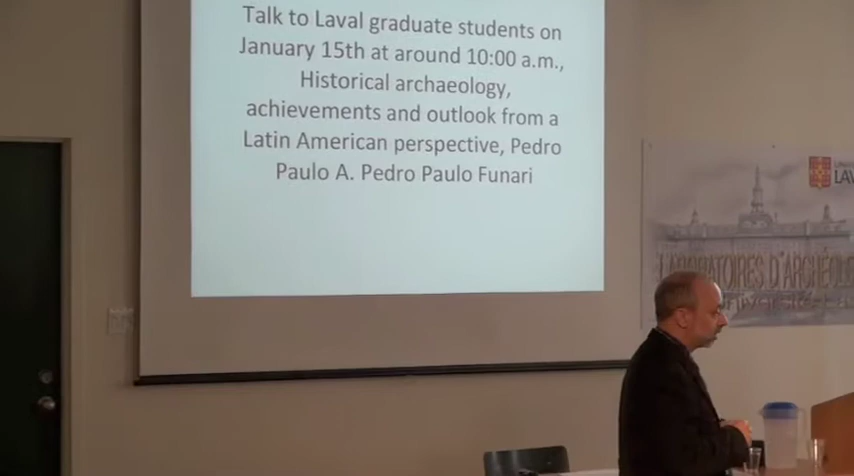 Talk to Laval graduate students on
January 15th at around 10:00 a.m.,
Historical archaeology,
achievements and outlook from a
Latin American perspective, Pedro
Paulo A. Pedro Paulo Funari
LAV
LABORATOIRES D'ARCHÉOLO